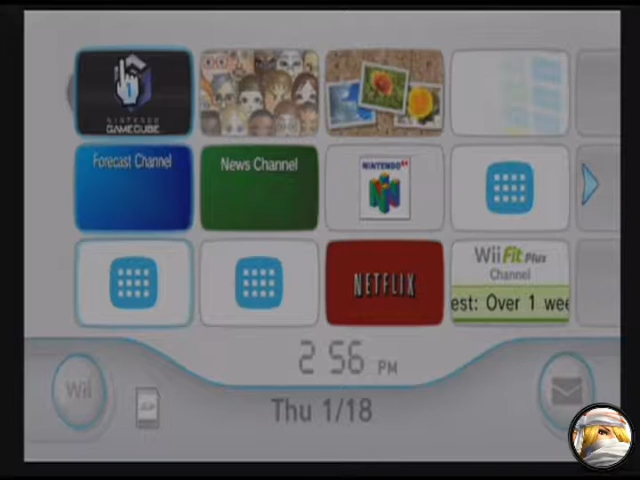 1
NINTENDO
GAMECUBE
Forecast Channel
News Channel
NINTENDO 64
NETFLIX
Wii Fit Plus
Channel
est: Over 1 wee
2 56 PM
Wii
Thu 1/18